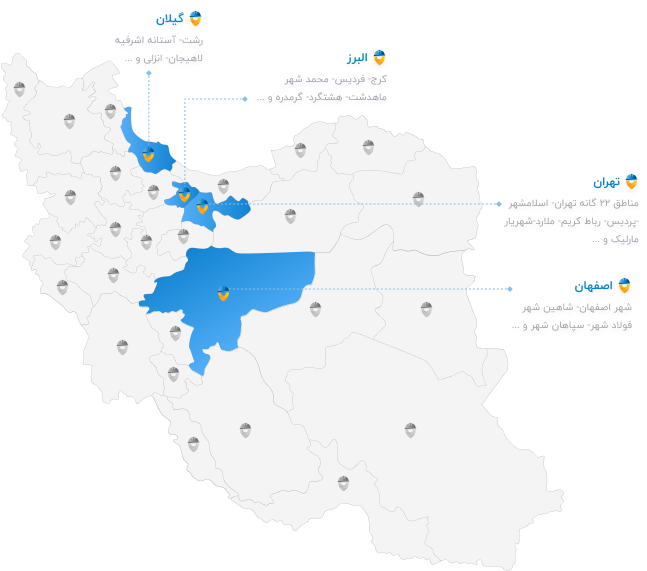 گیلان
رشت- آستانه اشرفیه
لاهیجان- انزلی و ...
البرز
کرج- فردیس- محمد شهر
ماهدشت- هشتگرد- گرمدره و ...
تهران
مناطق ۲۲ گانه تهران- اسلامشهر
-پردیس- رباط کریم- ملارد-شهریار
مارلیک و ...
اصفهان
شهر اصفهان- شاهین شهر
فولاد شهر- سپاهان شهر و ...